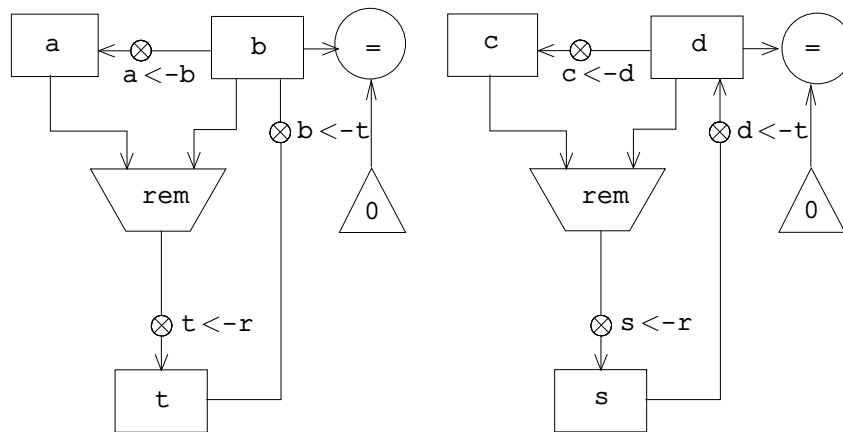 a b = c d =
a<-b c<-d
b<-t d<-t
rem rem
0 0
t<-r s<-r
t s